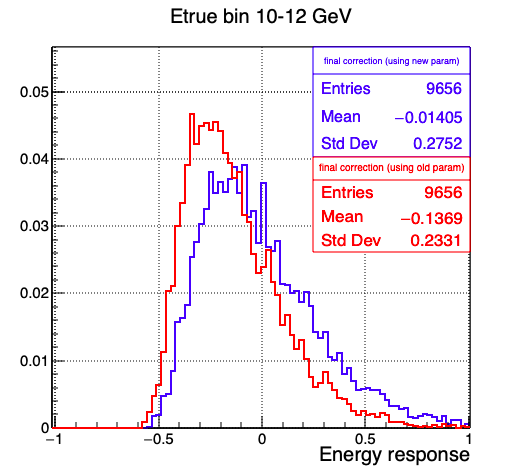 Etrue bin 10-12 GeV
final correction (using new param)
Entries 9656
Mean −0.01405
Std Dev 0.2752
final correction (using old param)
Entries 9656
Mean −0.1369
Std Dev 0.2331
0.05
0.04
0.03
0.02
0.01
0
−1 −0.5 0 0.5 1
Energy response